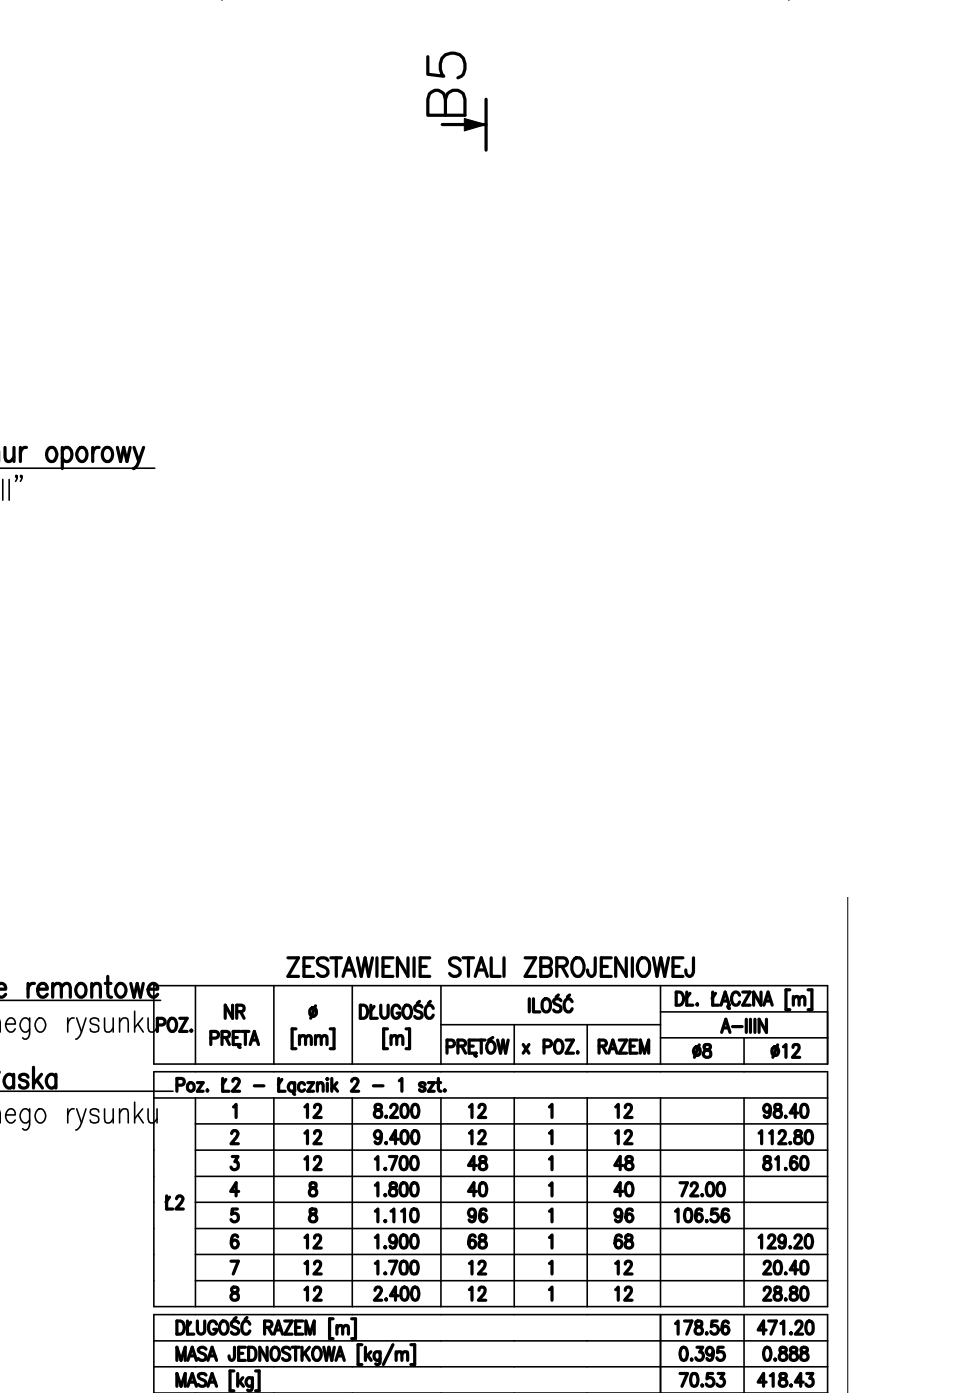 B5
oporowy
II”
ZESTAWIENIE STALI ZBROJENIOWEJ
remontowe
rysunku
POZ. NR PRĘTA ø [mm] DŁUGOŚĆ [m] ILOŚĆ DŁ. ŁĄCZNA [m]
A-IIIN
PRĘTÓW x POZ. RAZEM ø8 ø12
rysunku
Poz. Ł2 – Łącznik 2 – 1 szt.
Ł2
1 12 8.200 12 1 12 98.40
2 12 9.400 12 1 12 112.80
3 12 1.700 48 1 48 81.60
4 8 1.800 40 1 40 72.00
5 8 1.110 96 1 96 106.56
6 12 1.900 68 1 68 129.20
7 12 1.700 12 1 12 20.40
8 12 2.400 12 1 12 28.80
DŁUGOŚĆ RAZEM [m] 178.56 471.20
MASA JEDNOSTKOWA [kg/m] 0.395 0.888
MASA [kg] 70.53 418.43